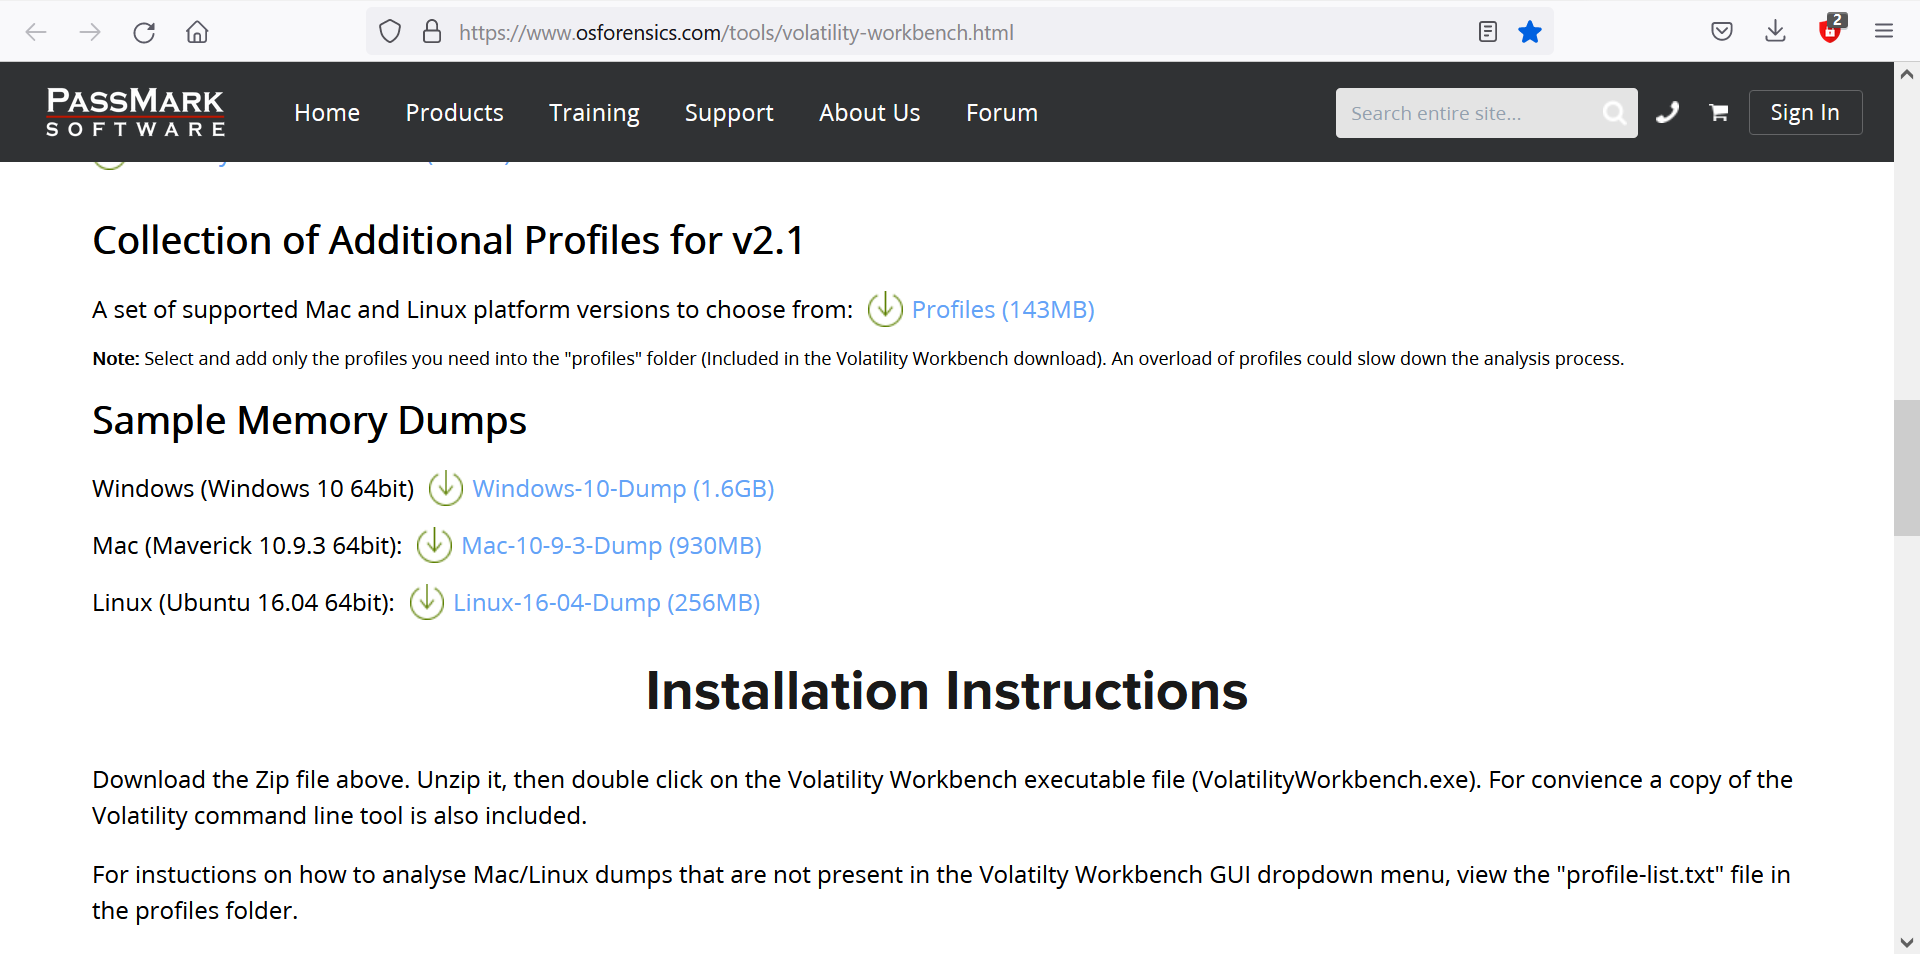 https://www.osforensics.com/tools/volatility-workbench.html
2
PASSMARK
SOFTWARE
Home Products Training Support About Us Forum
Search entire site...
Sign In
Collection of Additional Profiles for v2.1
A set of supported Mac and Linux platform versions to choose from: Profiles (143MB)
Note: Select and add only the profiles you need into the "profiles" folder (Included in the Volatility Workbench download). An overload of profiles could slow down the analysis process.
Sample Memory Dumps
Windows (Windows 10 64bit) Windows-10-Dump (1.6GB)
Mac (Maverick 10.9.3 64bit): Mac-10-9-3-Dump (930MB)
Linux (Ubuntu 16.04 64bit): Linux-16-04-Dump (256MB)
Installation Instructions
Download the Zip file above. Unzip it, then double click on the Volatility Workbench executable file (VolatilityWorkbench.exe). For convience a copy of the
Volatility command line tool is also included.
For instuctions on how to analyse Mac/Linux dumps that are not present in the Volatilty Workbench GUI dropdown menu, view the "profile-list.txt" file in
the profiles folder.